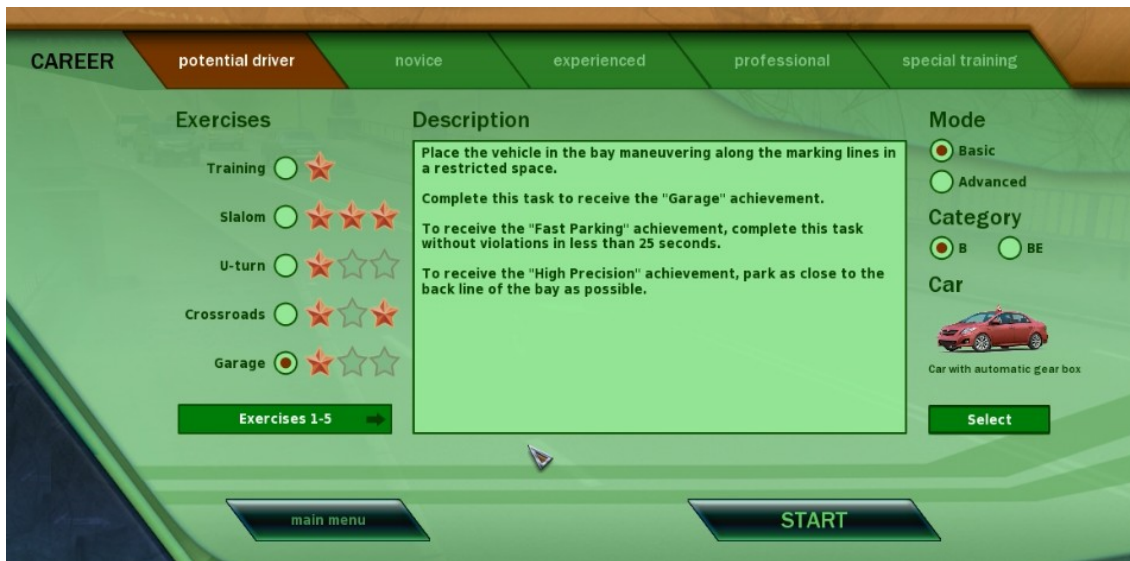 CAREER
potential driver
novice
experienced
professional
special training
Exercises
Training
Slalom
U-turn
Crossroads
Garage
Exercises 1-5
Description
Place the vehicle in the bay maneuvering along the marking lines in
a restricted space.
Complete this task to receive the "Garage" achievement.
To receive the "Fast Parking" achievement, complete this task
without violations in less than 25 seconds.
To receive the "High Precision" achievement, park as close to the
back line of the bay as possible.
Mode
Basic
Advanced
Category
B BE
Car
Car with automatic gear box
Select
main menu
START